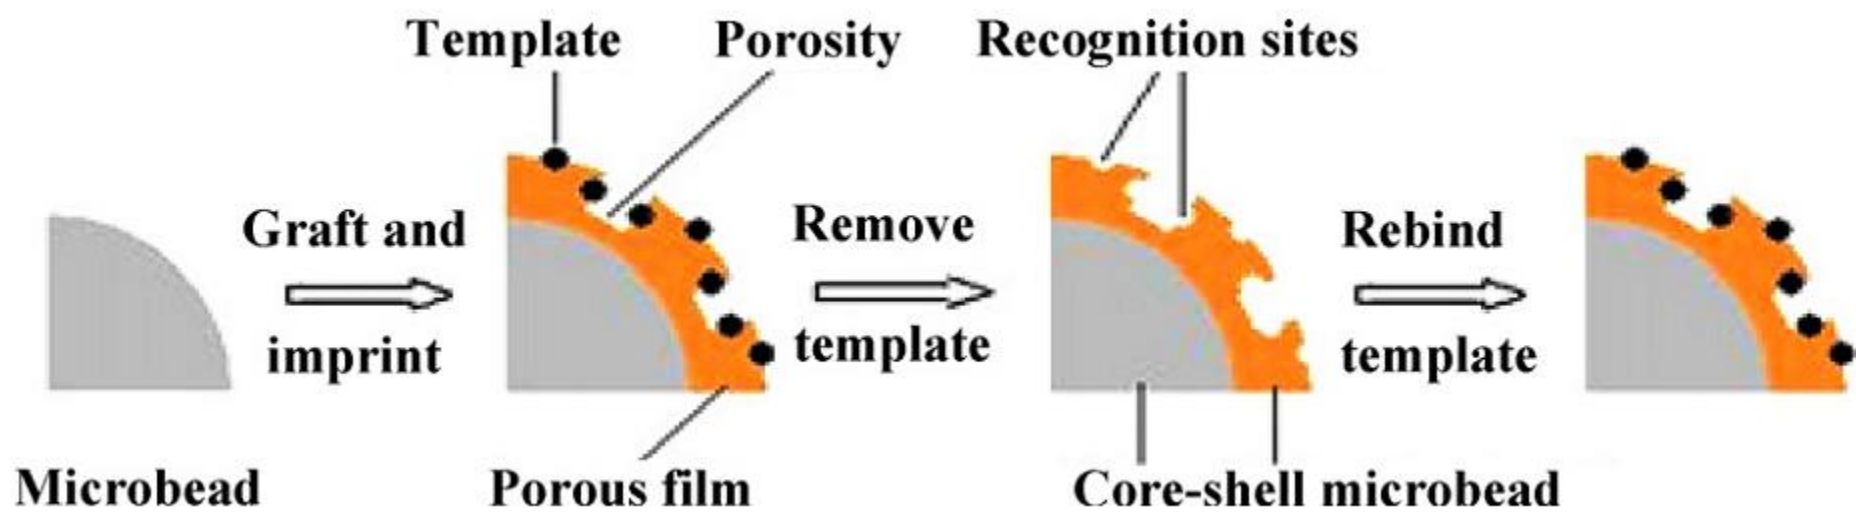 Template
Porosity
Recognition sites
Graft and
imprint
Remove
template
Rebind
template
Microbead
Porous film
Core-shell microbead